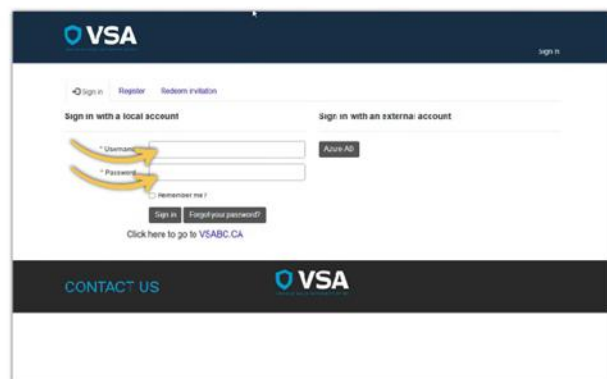 VSA
Sign in
Sign in Register Redeem invitation
Sign in with a local account
Sign in with an external account
* Username
Azure AD
* Password
Remember me?
Sign in Forgot your password?
Click here to go to VSABC.CA
CONTACT US
VSA